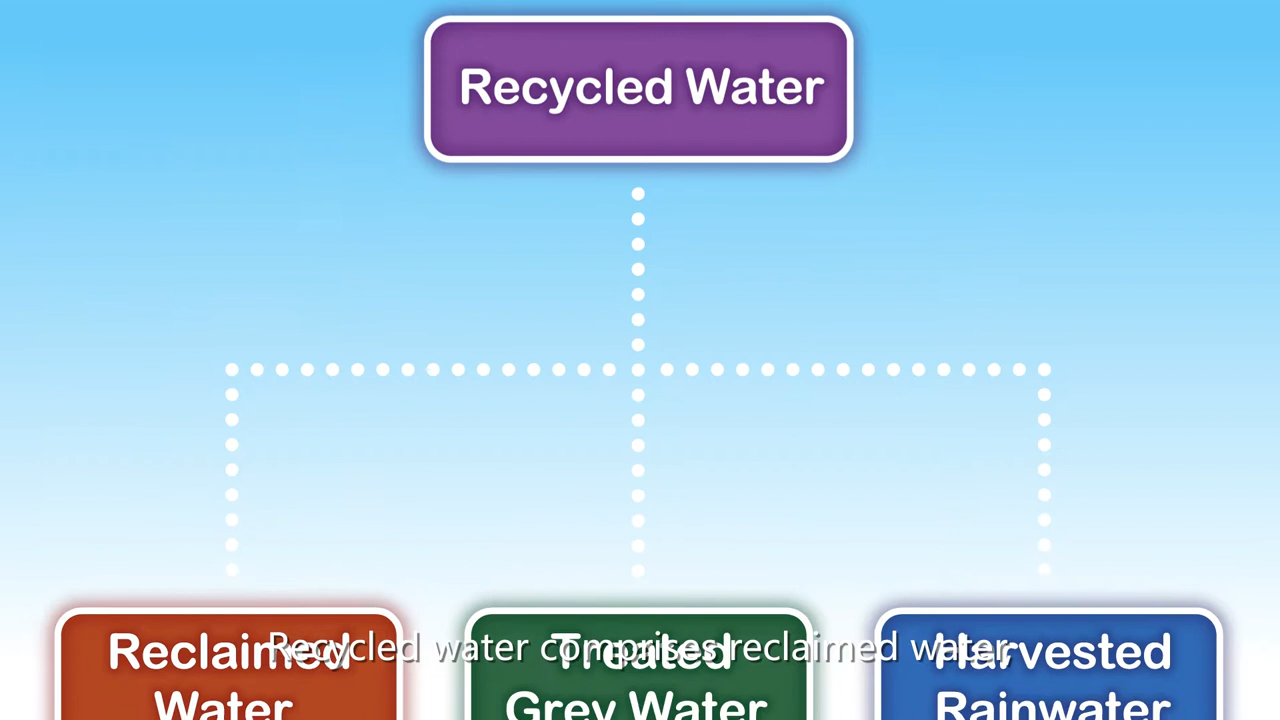 Recycled Water
Reclaimed
Water
Treated
Grey Water
Harvested
Rainwater
Recycled water comprises reclaimed water,